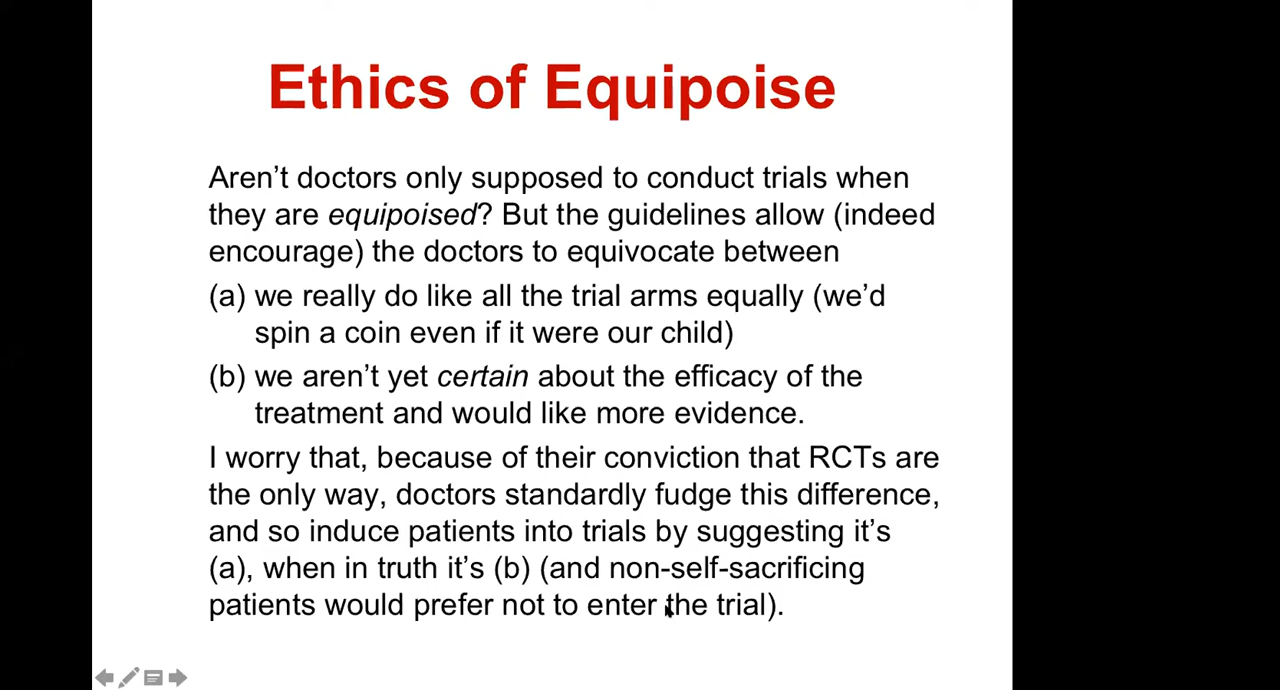 Ethics of Equipoise
Aren’t doctors only supposed to conduct trials when
they are equipoised? But the guidelines allow (indeed
encourage) the doctors to equivocate between
(a) we really do like all the trial arms equally (we’d
spin a coin even if it were our child)
(b) we aren’t yet certain about the efficacy of the
treatment and would like more evidence.
I worry that, because of their conviction that RCTs are
the only way, doctors standardly fudge this difference,
and so induce patients into trials by suggesting it’s
(a), when in truth it’s (b) (and non-self-sacrificing
patients would prefer not to enter the trial).